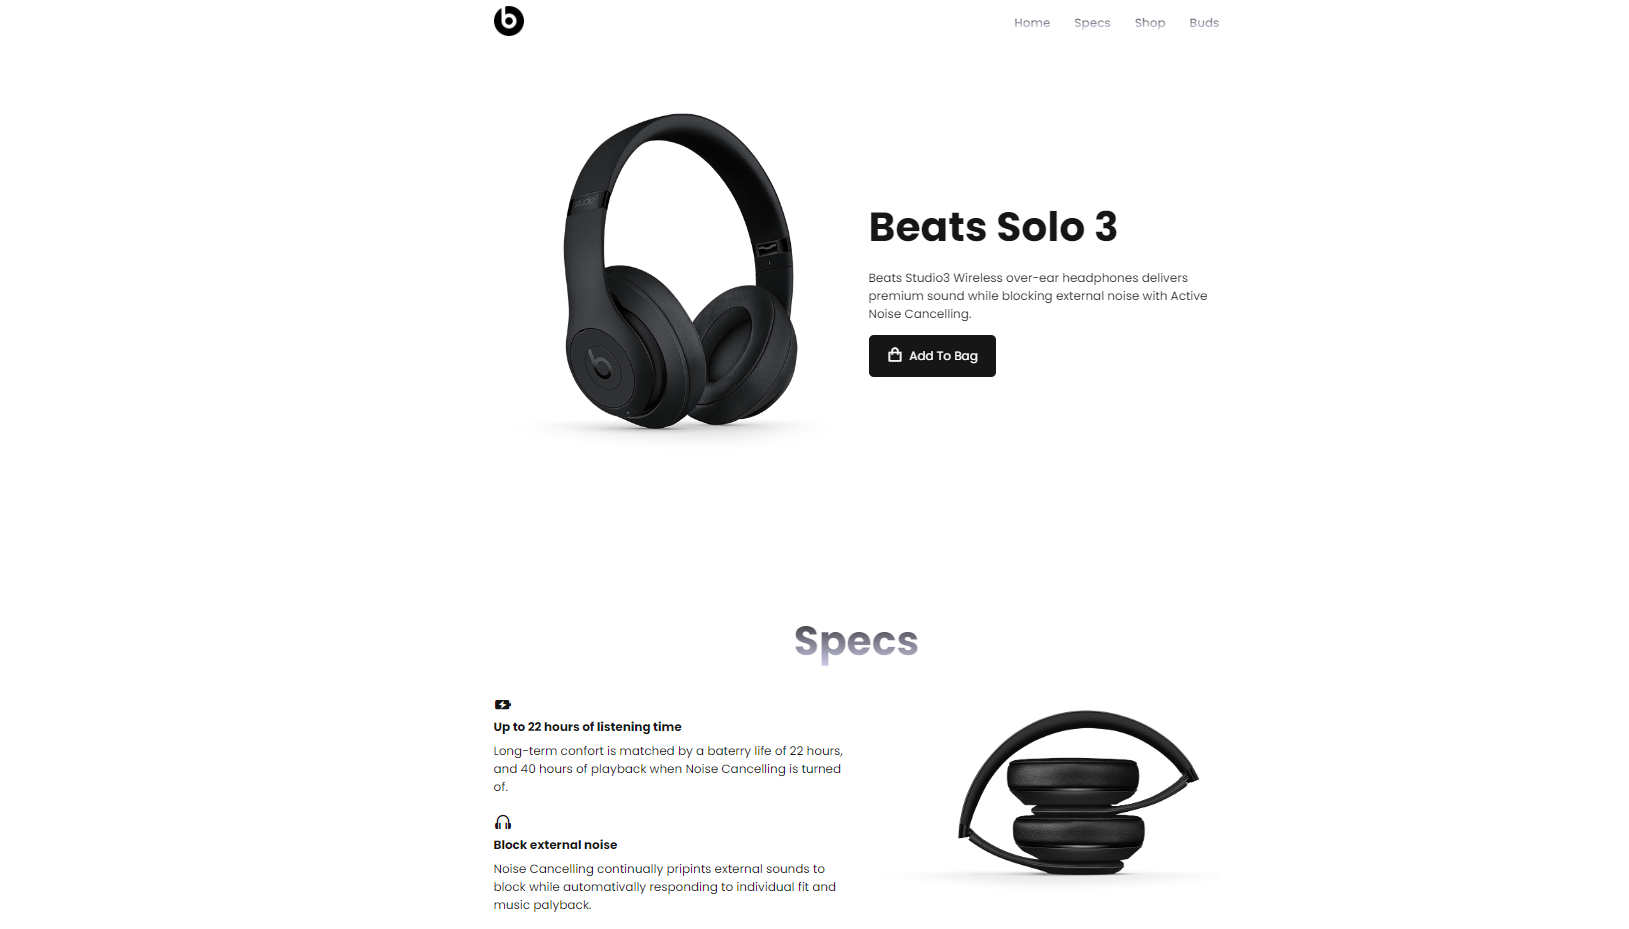 Home Specs Shop Buds
studio3
Beats Solo 3
Beats Studio3 Wireless over-ear headphones delivers
premium sound while blocking external noise with Active
Noise Cancelling.
Add To Bag
Specs
Up to 22 hours of listening time
Long-term confort is matched by a baterry life of 22 hours,
and 40 hours of playback when Noise Cancelling is turned
of.
Block external noise
Noise Cancelling continually pripints external sounds to
block while automativally responding to individual fit and
music palyback.